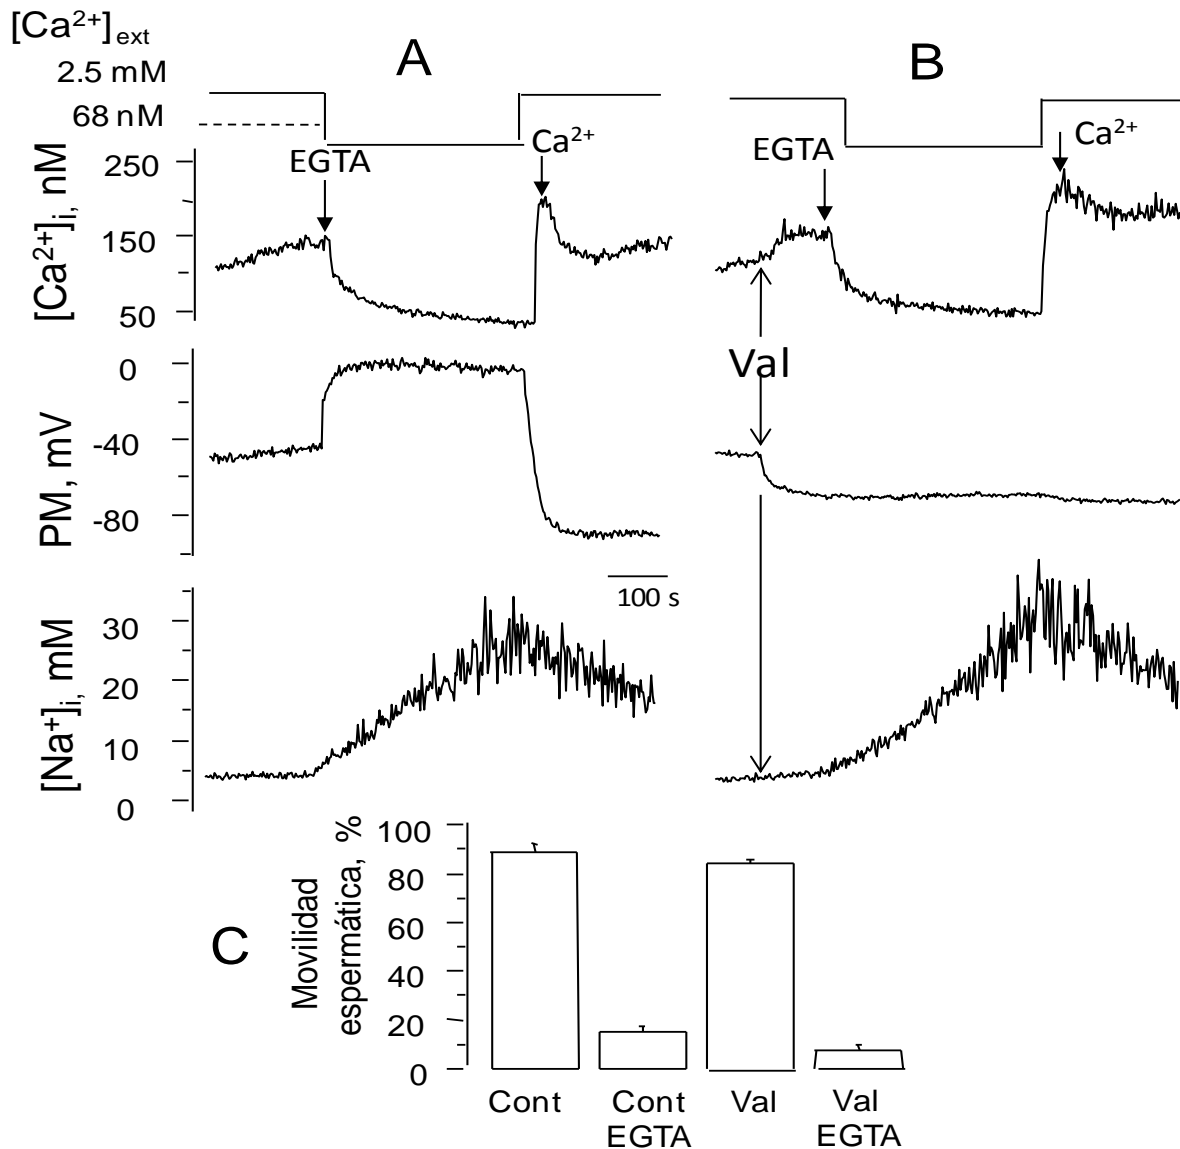 [Ca²⁺]ext
2.5 mM
68 nM
A
B
EGTA
Ca²⁺
EGTA
Ca²⁺
[Ca²⁺]i, nM
250
150
50
Val
PM, mV
0
-40
-80
100 s
[Na⁺]i, mM
30
20
10
0
C
Movilidad
espermática, %
100
80
60
40
20
0
Cont
Cont
EGTA
Val
Val
EGTA